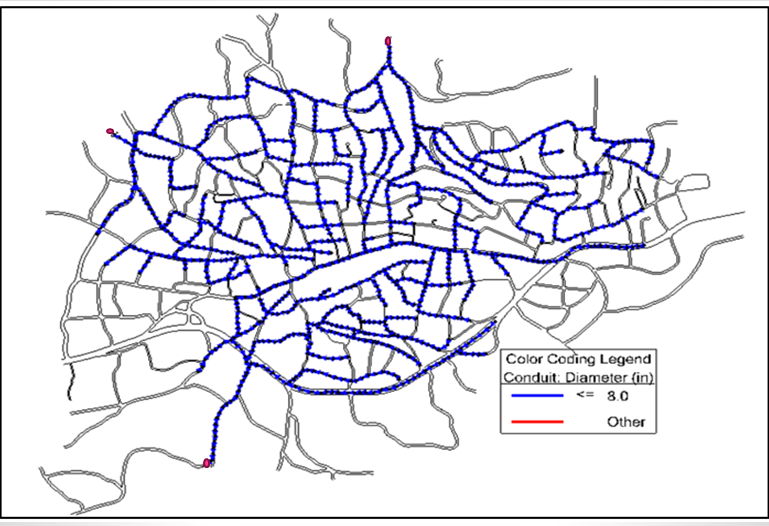 Color Coding Legend
Conduit: Diameter (in)
<= 8.0
Other